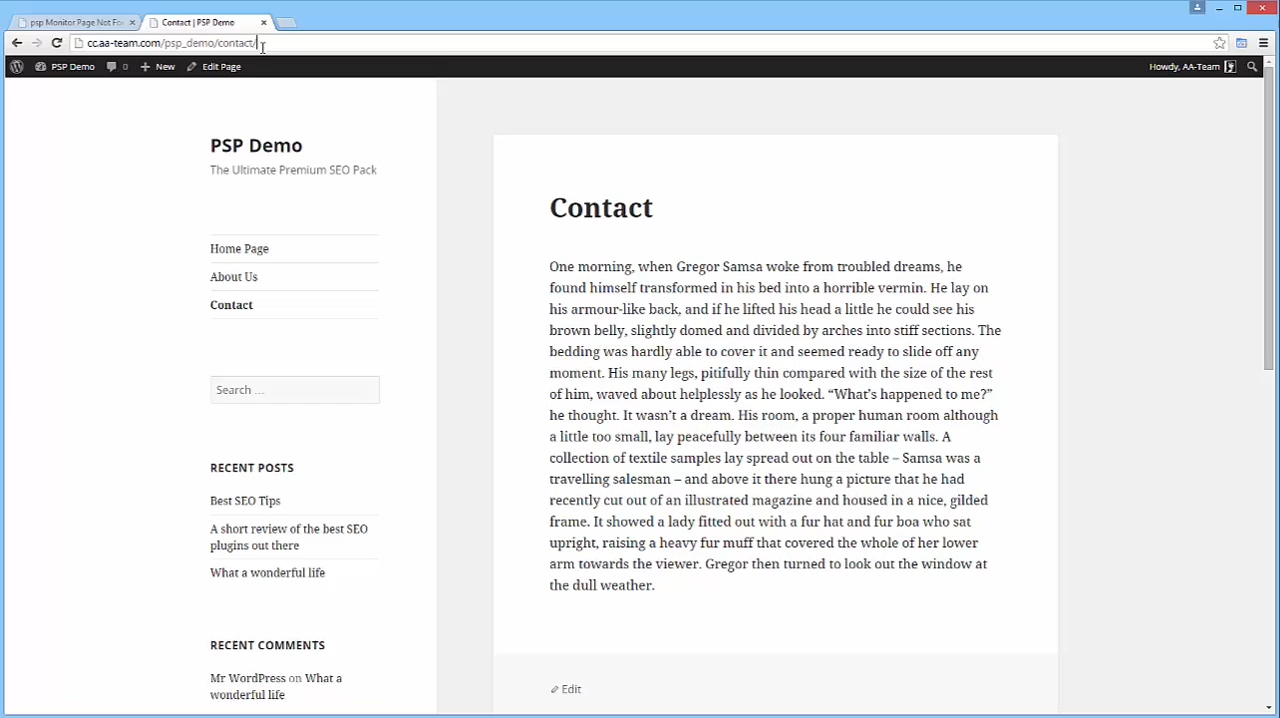 psp Monitor Page Not Fo
Contact | PSP Demo
cc.aa-team.com/psp_demo/contact/
PSP Demo
0
New
Edit Page
Howdy, AA-Team
PSP Demo
The Ultimate Premium SEO Pack
Home Page
About Us
Contact
Search …
RECENT POSTS
Best SEO Tips
A short review of the best SEO
plugins out there
What a wonderful life
RECENT COMMENTS
Mr WordPress on What a
wonderful life
Contact
One morning, when Gregor Samsa woke from troubled dreams, he
found himself transformed in his bed into a horrible vermin. He lay on
his armour-like back, and if he lifted his head a little he could see his
brown belly, slightly domed and divided by arches into stiff sections. The
bedding was hardly able to cover it and seemed ready to slide off any
moment. His many legs, pitifully thin compared with the size of the rest
of him, waved about helplessly as he looked. “What’s happened to me?”
he thought. It wasn’t a dream. His room, a proper human room although
a little too small, lay peacefully between its four familiar walls. A
collection of textile samples lay spread out on the table – Samsa was a
travelling salesman – and above it there hung a picture that he had
recently cut out of an illustrated magazine and housed in a nice, gilded
frame. It showed a lady fitted out with a fur hat and fur boa who sat
upright, raising a heavy fur muff that covered the whole of her lower
arm towards the viewer. Gregor then turned to look out the window at
the dull weather.
Edit